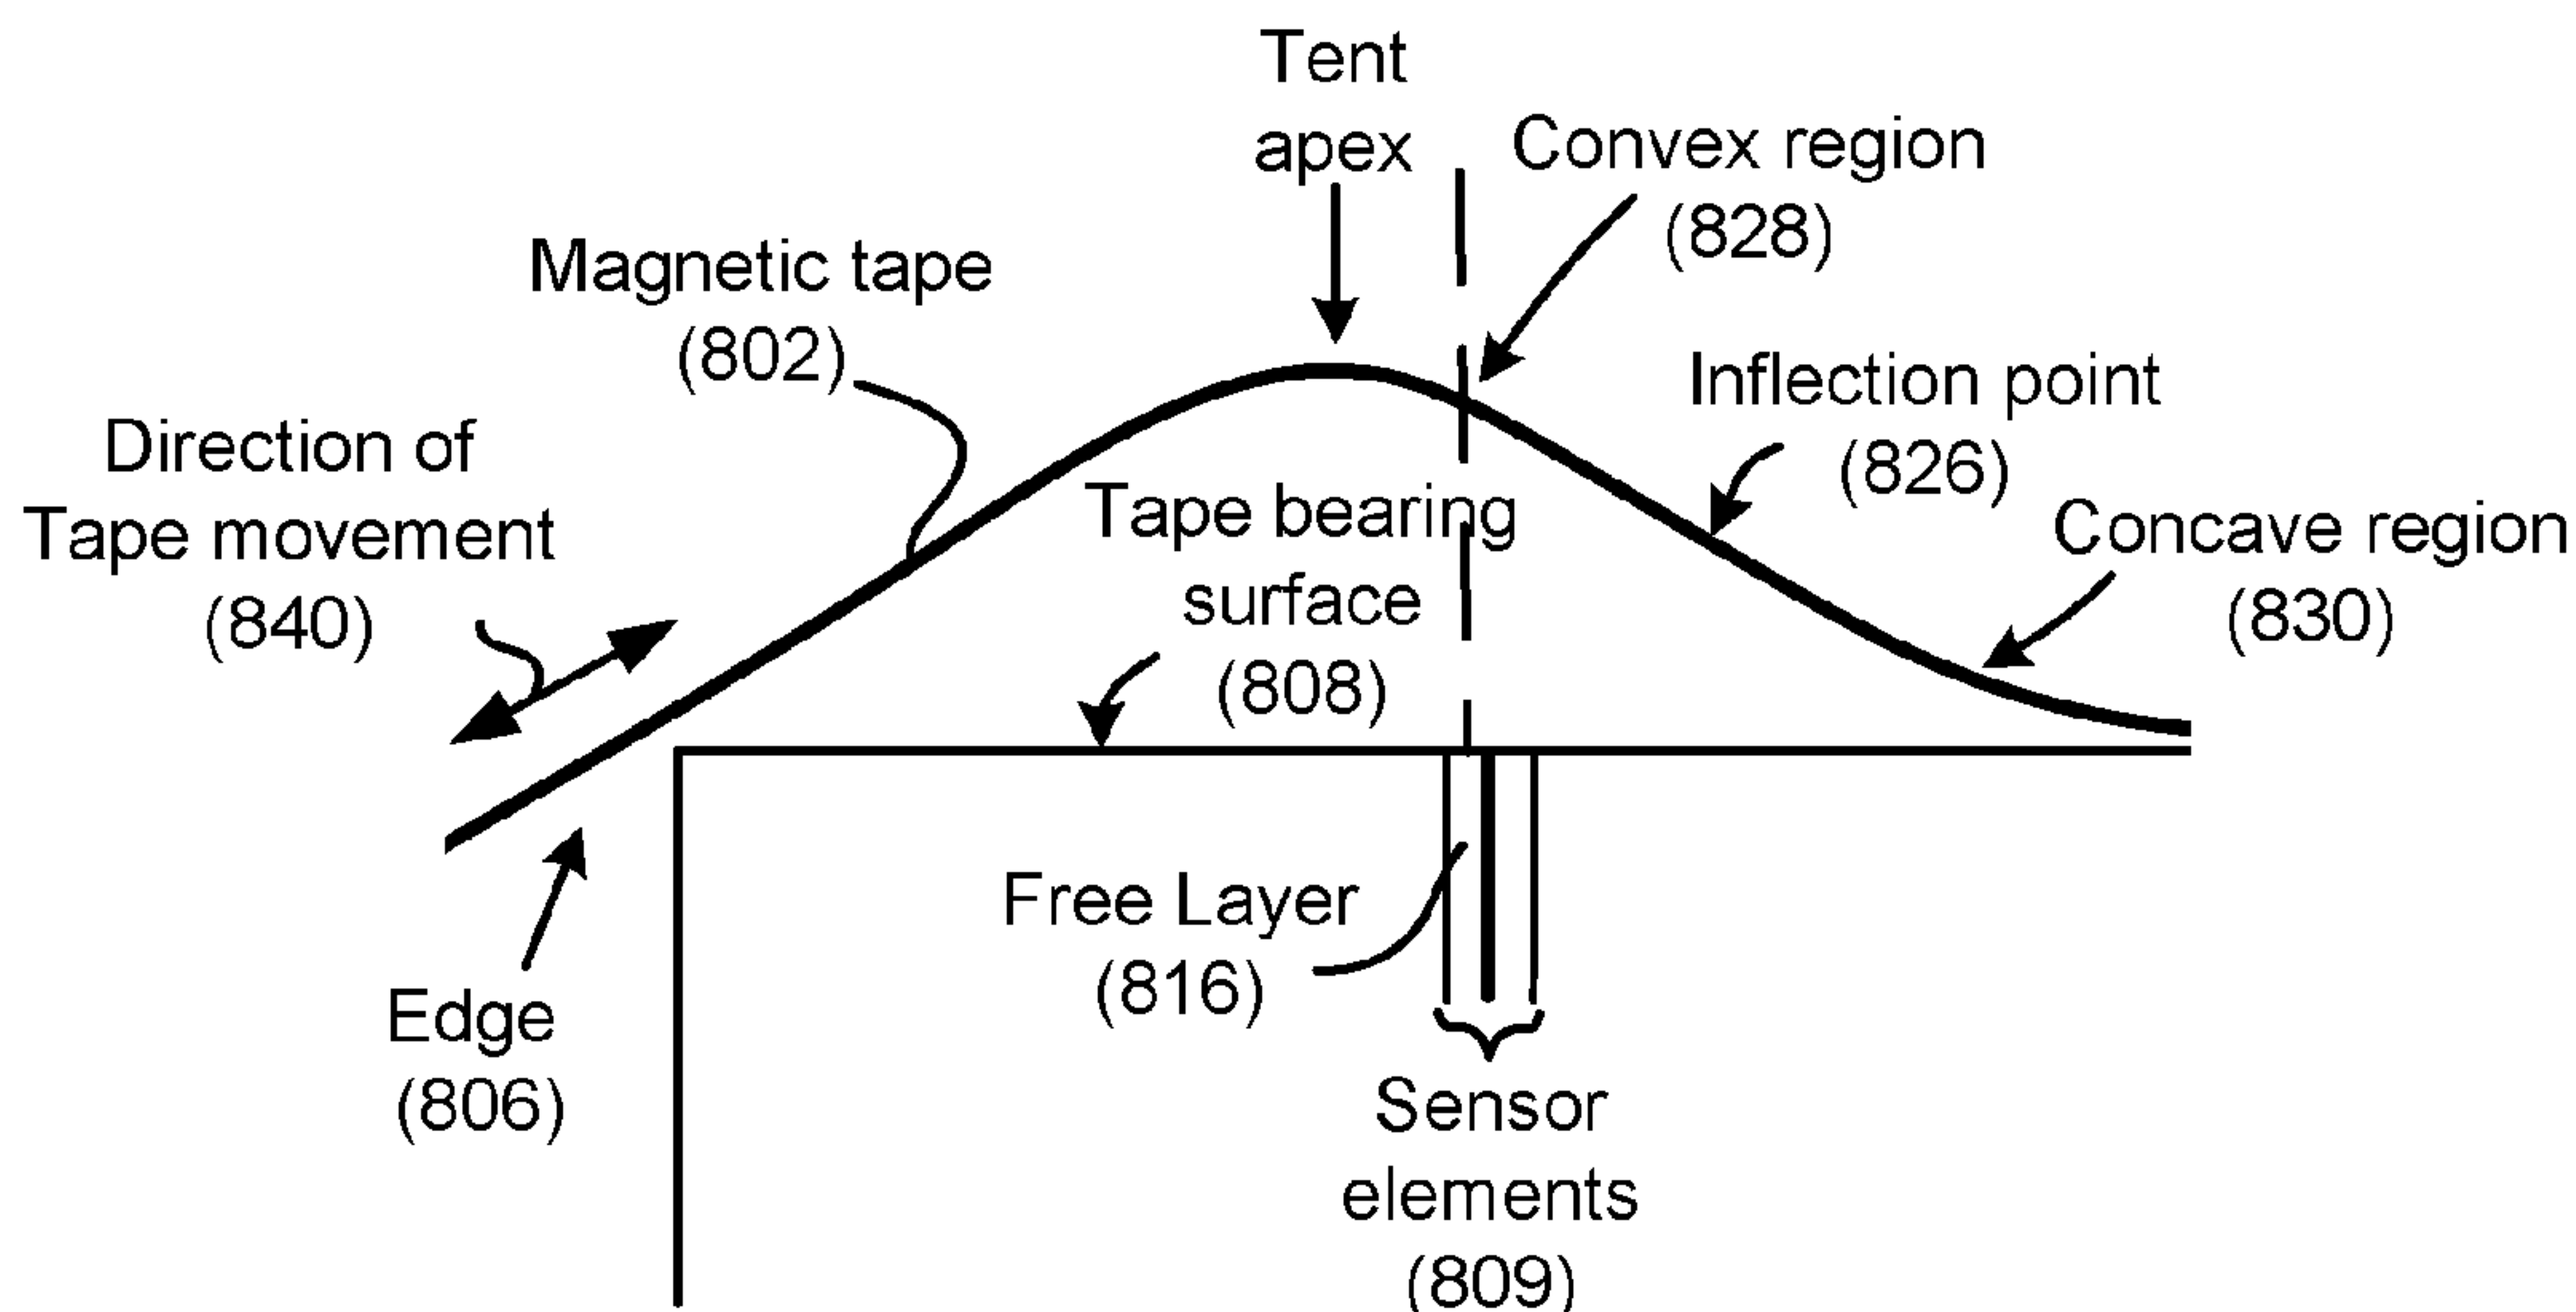 Tent
apex
Convex region
(828)
Magnetic tape
(802)
Inflection point
(826)
Direction of
Tape movement
(840)
Tape bearing
surface
(808)
Concave region
(830)
Free Layer
(816)
Edge
(806)
Sensor
elements
(809)